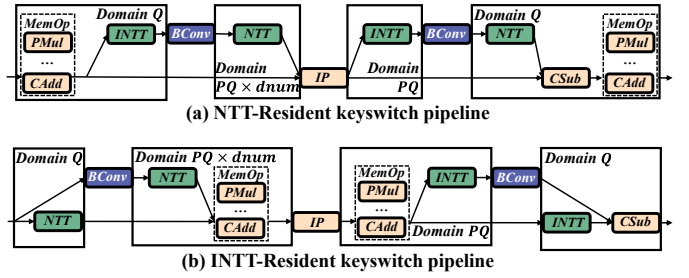 MemOp
Domain Q
Domain Q
MemOp
PMul
INTT
BConv
NTT
INTT
BConv
NTT
PMul
...
...
CAdd
Domain
PQ × dnum
IP
Domain
PQ
CSub
CAdd
(a) NTT-Resident keyswitch pipeline
Domain Q
Domain PQ × dnum
Domain Q
BConv
NTT
MemOp
PMul
...
CAdd
MemOp
PMul
...
CAdd
INTT
BConv
NTT
IP
Domain PQ
INTT
CSub
(b) INTT-Resident keyswitch pipeline